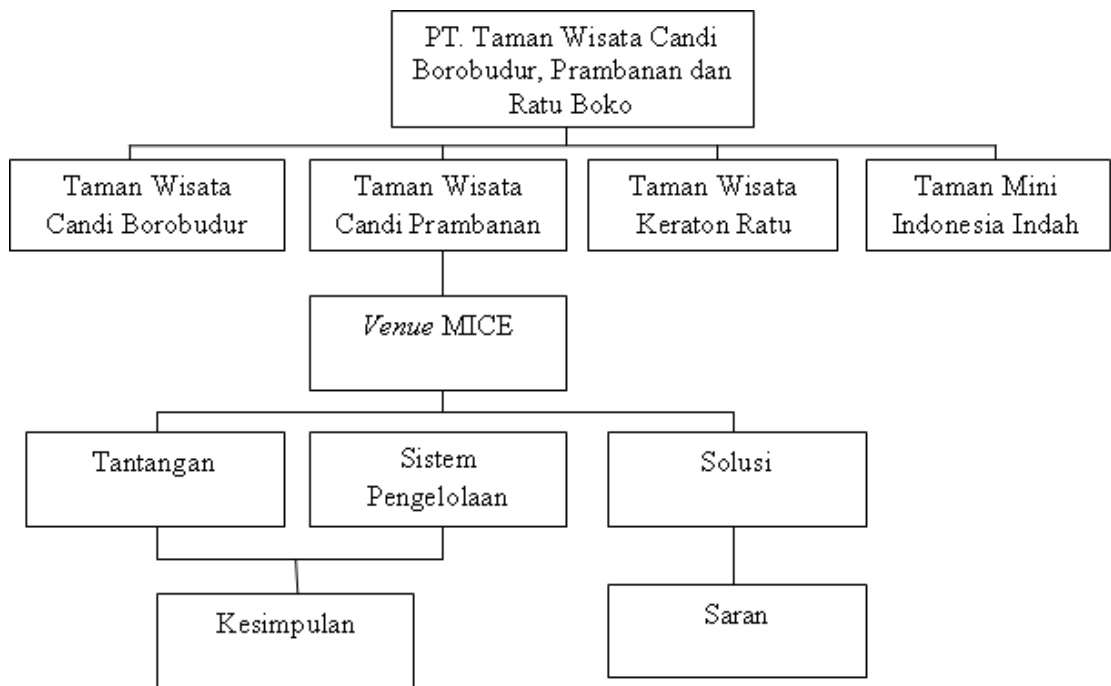 PT. Taman Wisata Candi
Borobudur, Prambanan dan
Ratu Boko
Taman Wisata
Candi Borobudur
Taman Wisata
Candi Prambanan
Taman Wisata
Keraton Ratu
Taman Mini
Indonesia Indah
Venue MICE
Tantangan
Sistem
Pengelolaan
Solusi
Kesimpulan
Saran